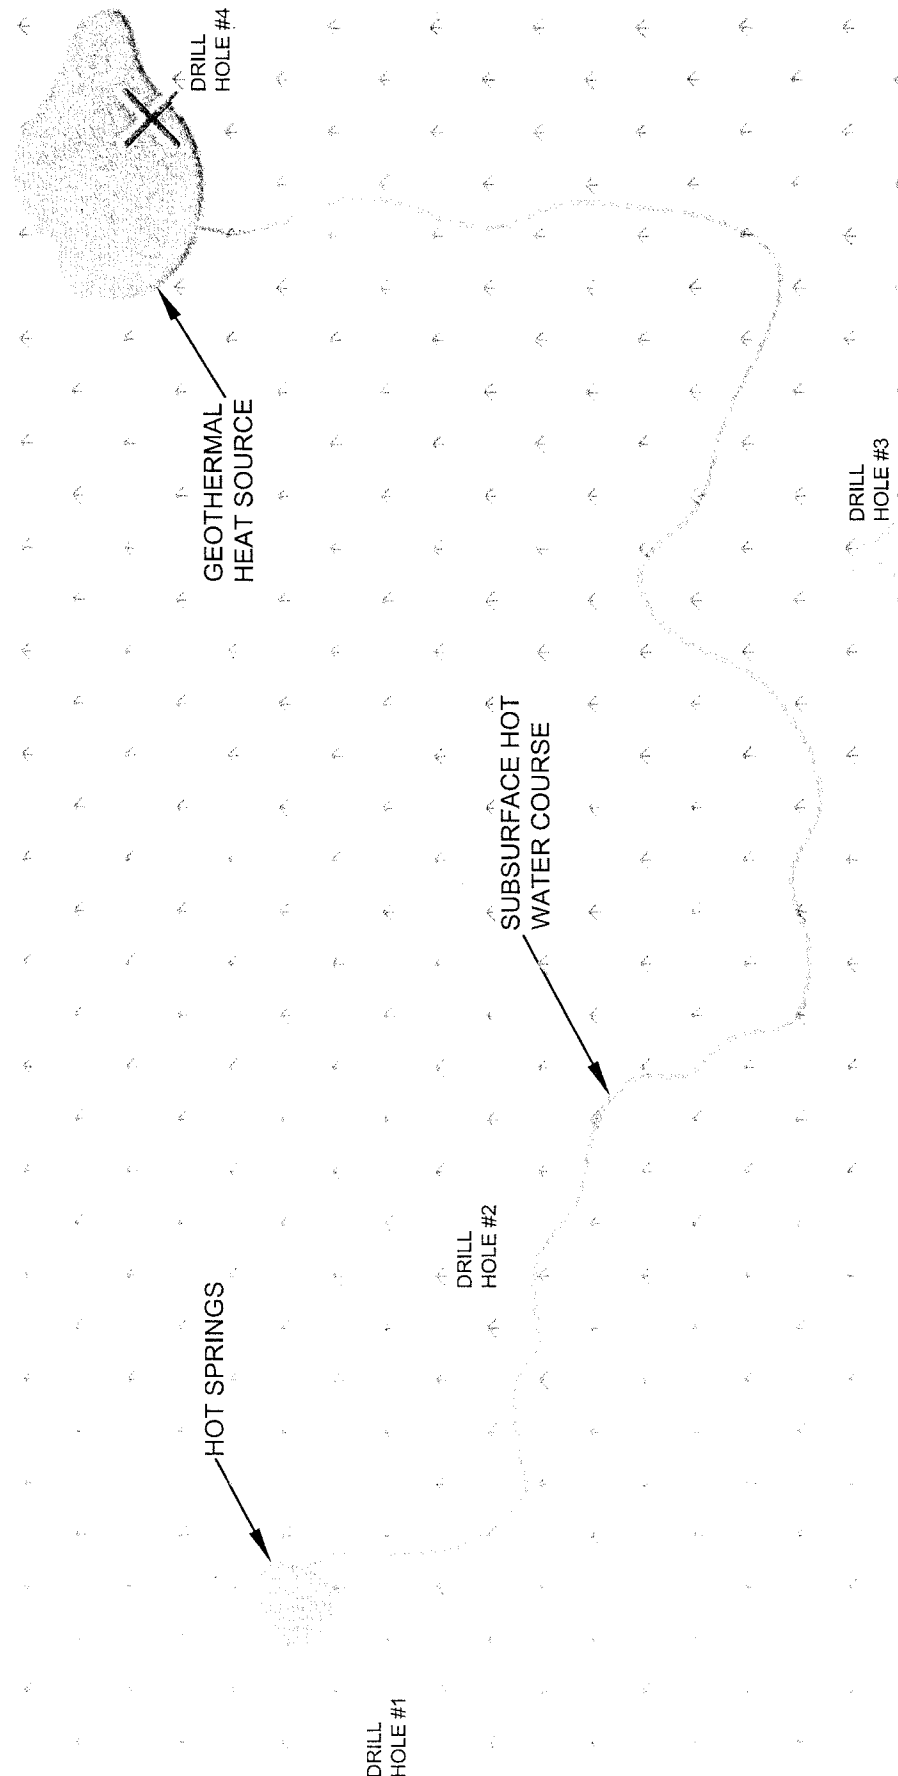 DRILL
HOLE #4
GEOTHERMAL
HEAT SOURCE
DRILL
HOLE #3
SUBSURFACE HOT
WATER COURSE
DRILL
HOLE #2
HOT SPRINGS
DRILL
HOLE #1